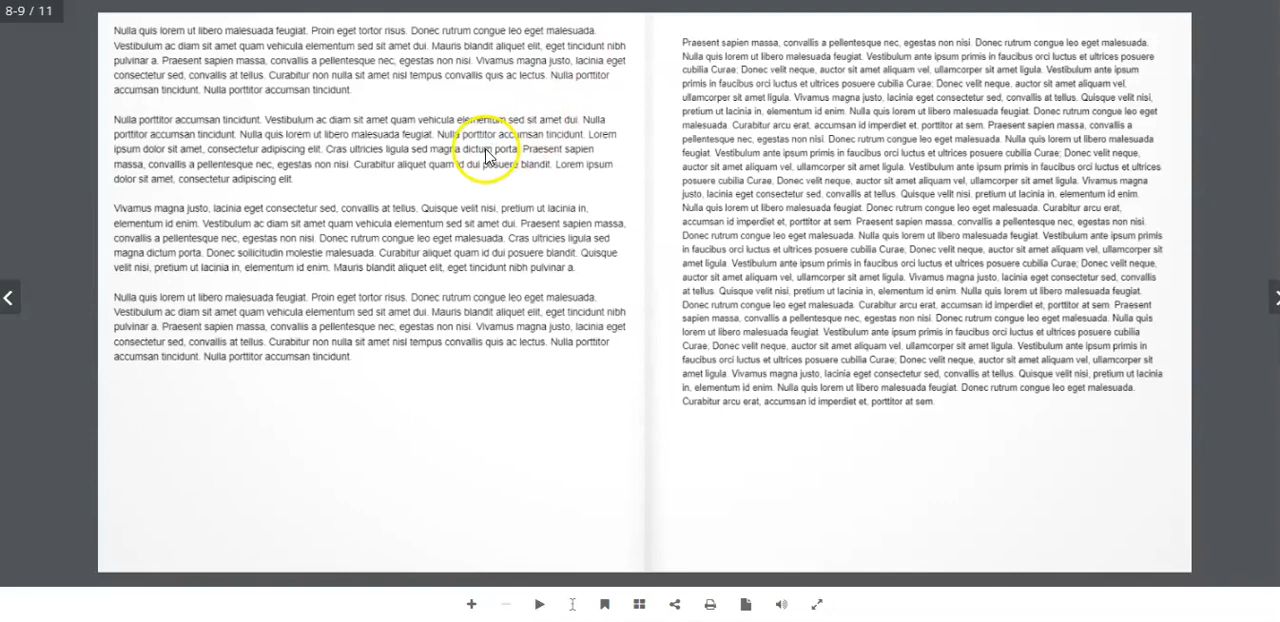 8-9 / 11
Nulla quis lorem ut libero malesuada feugiat. Proin eget tortor risus. Donec rutrum congue leo eget malesuada.
Vestibulum ac diam sit amet quam vehicula elementum sed sit amet dui. Mauris blandit aliquet elit, eget tincidunt nibh
pulvinar a. Praesent sapien massa, convallis a pellentesque nec, egestas non nisi. Vivamus magna justo, lacinia eget
consectetur sed, convallis at tellus. Curabitur non nulla sit amet nisl tempus convallis quis ac lectus. Nulla porttitor
accumsan tincidunt. Nulla porttitor accumsan tincidunt.
Nulla porttitor accumsan tincidunt. Vestibulum ac diam sit amet quam vehicula elementum sed sit amet dui. Nulla
porttitor accumsan tincidunt. Nulla quis lorem ut libero malesuada feugiat. Nulla porttitor accumsan tincidunt. Lorem
ipsum dolor sit amet, consectetur adipiscing elit. Cras ultricies ligula sed magna dictum porta. Praesent sapien
massa, convallis a pellentesque nec, egestas non nisi. Curabitur aliquet quam id dui posuere blandit. Lorem ipsum
dolor sit amet, consectetur adipiscing elit.
Vivamus magna justo, lacinia eget consectetur sed, convallis at tellus. Quisque velit nisi, pretium ut lacinia in,
elementum id enim. Vestibulum ac diam sit amet quam vehicula elementum sed sit amet dui. Praesent sapien massa,
convallis a pellentesque nec, egestas non nisi. Donec rutrum congue leo eget malesuada. Cras ultricies ligula sed
magna dictum porta. Donec sollicitudin molestie malesuada. Curabitur aliquet quam id dui posuere blandit. Quisque
velit nisi, pretium ut lacinia in, elementum id enim. Mauris blandit aliquet elit, eget tincidunt nibh pulvinar a.
Nulla quis lorem ut libero malesuada feugiat. Proin eget tortor risus. Donec rutrum congue leo eget malesuada.
Vestibulum ac diam sit amet quam vehicula elementum sed sit amet dui. Mauris blandit aliquet elit, eget tincidunt nibh
pulvinar a. Praesent sapien massa, convallis a pellentesque nec, egestas non nisi. Vivamus magna justo, lacinia eget
consectetur sed, convallis at tellus. Curabitur non nulla sit amet nisl tempus convallis quis ac lectus. Nulla porttitor
accumsan tincidunt. Nulla porttitor accumsan tincidunt.
Praesent sapien massa, convallis a pellentesque nec, egestas non nisi. Donec rutrum congue leo eget malesuada.
Nulla quis lorem ut libero malesuada feugiat. Vestibulum ante ipsum primis in faucibus orci luctus et ultrices posuere
cubilia Curae; Donec velit neque, auctor sit amet aliquam vel, ullamcorper sit amet ligula. Vestibulum ante ipsum
primis in faucibus orci luctus et ultrices posuere cubilia Curae; Donec velit neque, auctor sit amet aliquam vel,
ullamcorper sit amet ligula. Vivamus magna justo, lacinia eget consectetur sed, convallis at tellus. Quisque velit nisi,
pretium ut lacinia in, elementum id enim. Nulla quis lorem ut libero malesuada feugiat. Donec rutrum congue leo eget
malesuada. Curabitur arcu erat, accumsan id imperdiet et, porttitor at sem. Praesent sapien massa, convallis a
pellentesque nec, egestas non nisi. Donec rutrum congue leo eget malesuada. Nulla quis lorem ut libero malesuada
feugiat. Vestibulum ante ipsum primis in faucibus orci luctus et ultrices posuere cubilia Curae; Donec velit neque,
auctor sit amet aliquam vel, ullamcorper sit amet ligula. Vestibulum ante ipsum primis in faucibus orci luctus et ultrices
posuere cubilia Curae; Donec velit neque, auctor sit amet aliquam vel, ullamcorper sit amet ligula. Vivamus magna
justo, lacinia eget consectetur sed, convallis at tellus. Quisque velit nisi, pretium ut lacinia in, elementum id enim.
Nulla quis lorem ut libero malesuada feugiat. Donec rutrum congue leo eget malesuada. Curabitur arcu erat,
accumsan id imperdiet et, porttitor at sem. Praesent sapien massa, convallis a pellentesque nec, egestas non nisi.
Donec rutrum congue leo eget malesuada. Nulla quis lorem ut libero malesuada feugiat. Vestibulum ante ipsum primis
in faucibus orci luctus et ultrices posuere cubilia Curae; Donec velit neque, auctor sit amet aliquam vel, ullamcorper sit
amet ligula. Vestibulum ante ipsum primis in faucibus orci luctus et ultrices posuere cubilia Curae; Donec velit neque,
auctor sit amet aliquam vel, ullamcorper sit amet ligula. Vivamus magna justo, lacinia eget consectetur sed, convallis
at tellus. Quisque velit nisi, pretium ut lacinia in, elementum id enim. Nulla quis lorem ut libero malesuada feugiat.
Donec rutrum congue leo eget malesuada. Curabitur arcu erat, accumsan id imperdiet et, porttitor at sem. Praesent
sapien massa, convallis a pellentesque nec, egestas non nisi. Donec rutrum congue leo eget malesuada. Nulla quis
lorem ut libero malesuada feugiat. Vestibulum ante ipsum primis in faucibus orci luctus et ultrices posuere cubilia
Curae; Donec velit neque, auctor sit amet aliquam vel, ullamcorper sit amet ligula. Vestibulum ante ipsum primis in
faucibus orci luctus et ultrices posuere cubilia Curae; Donec velit neque, auctor sit amet aliquam vel, ullamcorper sit
amet ligula. Vivamus magna justo, lacinia eget consectetur sed, convallis at tellus. Quisque velit nisi, pretium ut lacinia
in, elementum id enim. Nulla quis lorem ut libero malesuada feugiat. Donec rutrum congue leo eget malesuada.
Curabitur arcu erat, accumsan id imperdiet et, porttitor at sem.